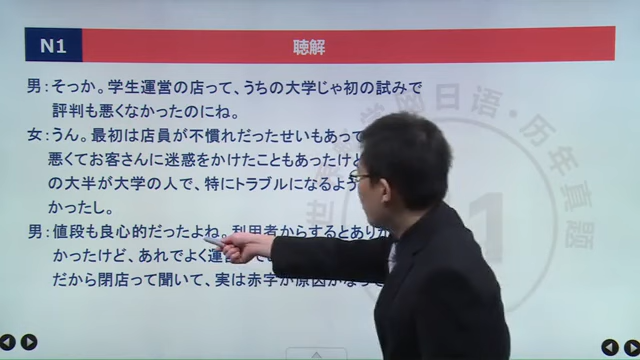 N1
聴解
男：そっか。学生運営の店って、うちの大学じゃ初の試みで
評判も悪くなかったのにね。
女：うん。最初は店員が不慣れだったせいもあって
悪くてお客さんに迷惑をかけたこともあったけど
の大半が大学の人で、特にトラブルになるよう
かったし。
男：値段も良心的だったよね。利用者からするとあり
かったけど、あれでよく運営
だから閉店って聞いて、実は赤字が原因かなって